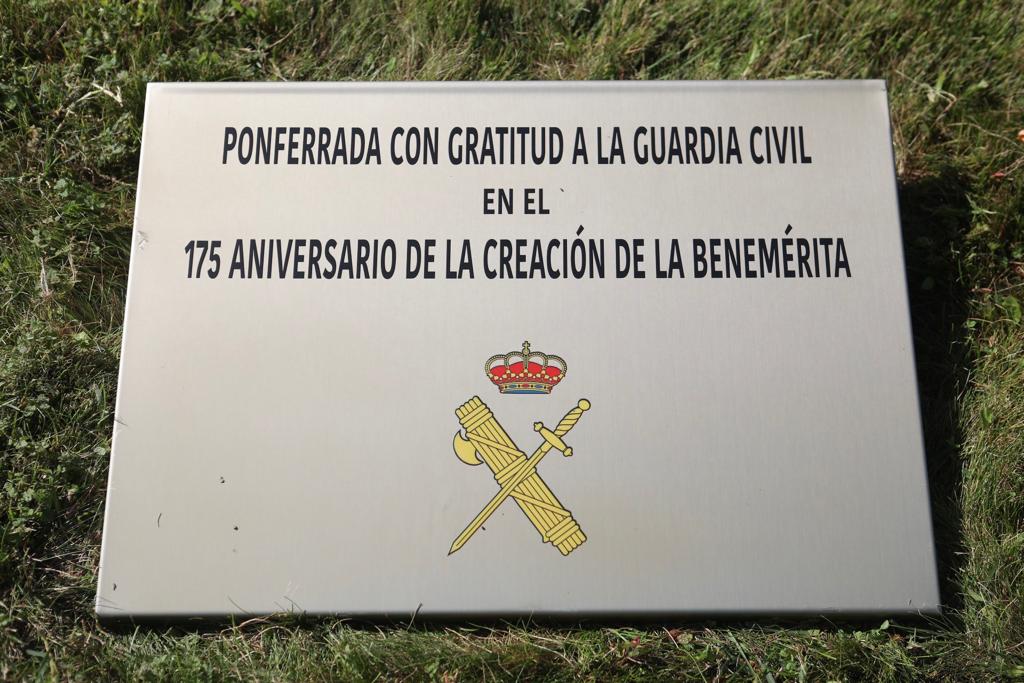 PONFERRADA CON GRATITUD A LA GUARDIA CIVIL
EN EL
175 ANIVERSARIO DE LA CREACIÓN DE LA BENEMÉRITA